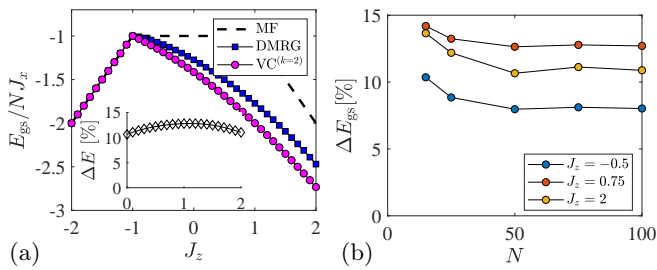 -1
-1.5
-2
-2.5
-3
E_gs/N J_x
MF
DMRG
VC^(k=2)
15
10
5
0
ΔE [%]
0 1 2
-2 -1 0 1 2
J_z
(a)
15
10
5
0
ΔE_gs[%]
J_z = −0.5
J_z = 0.75
J_z = 2
0 50 100
N
(b)